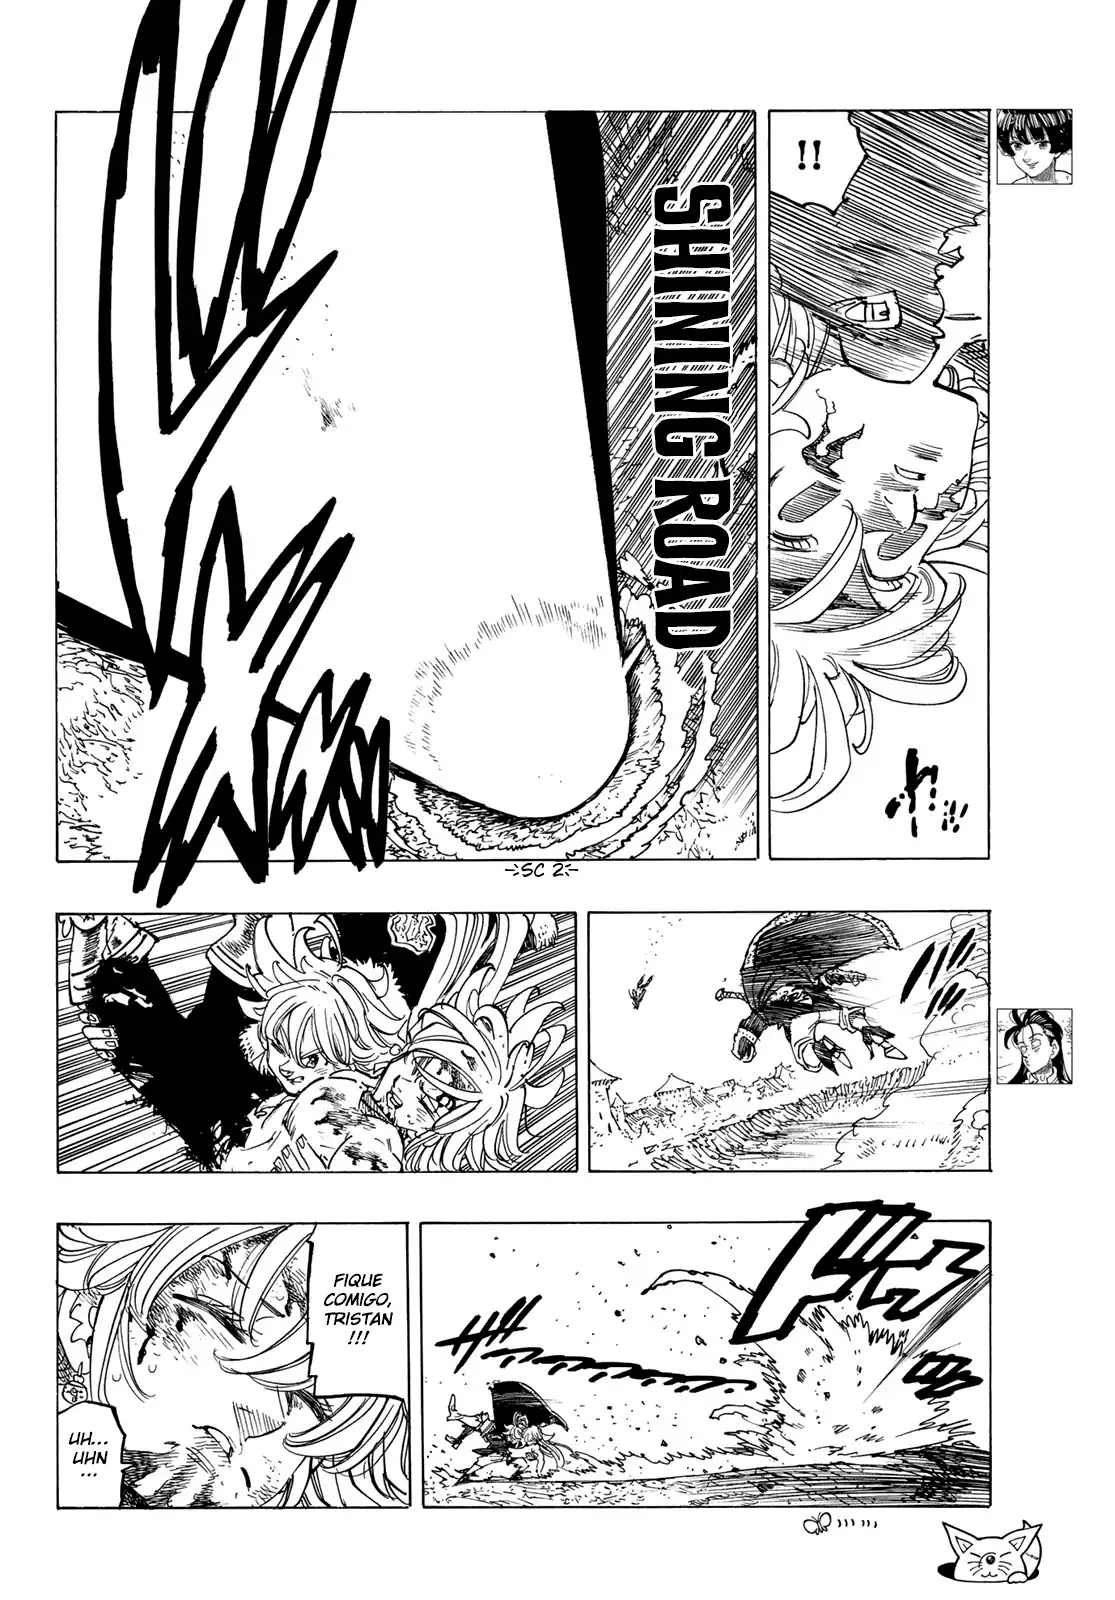 !!
SHINING ROAD
SC 2
FIQUE
COMIGO,
TRISTAN
!!!
UH...
UHN
...